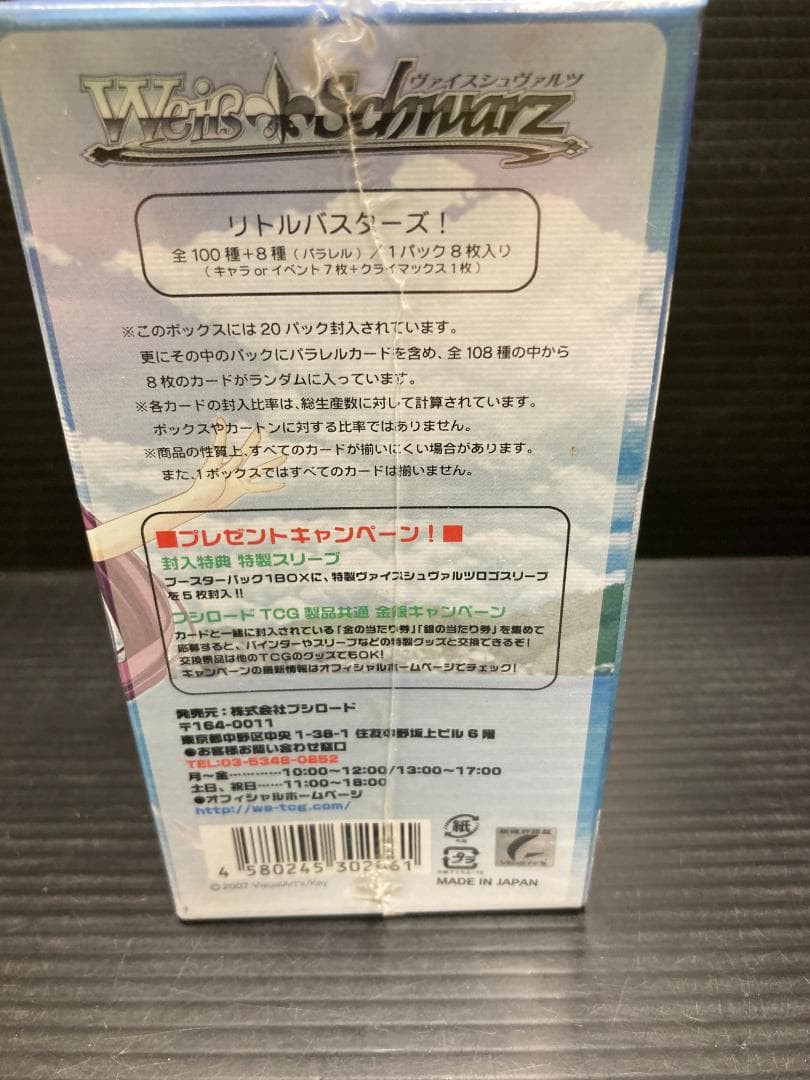 ヴァイスシュヴァルツ
Weiß Schwarz
リトルバスターズ！
全100種＋8種（パラレル）／1パック8枚入り
（キャラorイベント7枚＋クライマックス1枚）
※このボックスには20パック封入されています。
更にその中のパックにパラレルカードを含め、全108種の中から
8枚のカードがランダムに入っています。
※各カードの封入比率は、総生産数に対して計算されています。
ボックスやカートンに対する比率ではありません。
※商品の性質上、すべてのカードが揃いにくい場合があります。
また、1ボックスではすべてのカードは揃いません。
■プレゼントキャンペーン！■
封入特典 特製スリーブ
ブースターパック1BOXに、特製ヴァイスシュヴァルツロゴスリーブ
を5枚封入!!
ブシロード TCG 製品共通 金銀キャンペーン
カードと一緒に封入されている「金の当たり券」「銀の当たり券」を集めて
応募すると、バインダーやスリーブなどの特製グッズと交換できるぞ！
交換景品は他のTCGのグッズでもOK！
キャンペーンの最新情報はオフィシャルホームページでチェック！
発売元：株式会社ブシロード
〒164-0011
東京都中野区中央1-38-1 住友中野坂上ビル6階
●お客様お問い合わせ窓口
TEL:03-5348-0852
月〜金…………10:00〜12:00/13:00〜17:00
土日、祝日……11:00〜18:00
●オフィシャルホームページ
http://ws-tcg.com/
4 580245 302 61
©2007 VisualArt's/Key
紙
プラ
MADE IN JAPAN